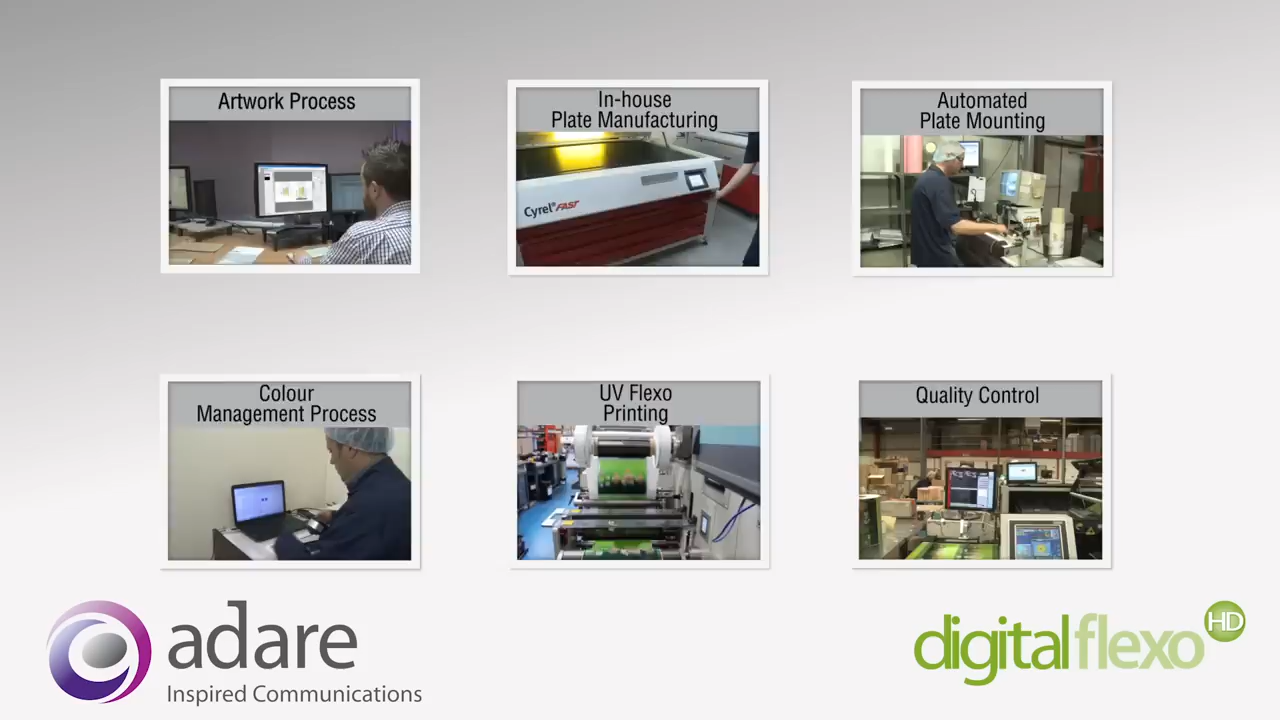 Artwork Process
In-house
Plate Manufacturing
Automated
Plate Mounting
Cyrel® FAST
Colour
Management Process
UV Flexo
Printing
Quality Control
adare
Inspired Communications
digitalflexo HD